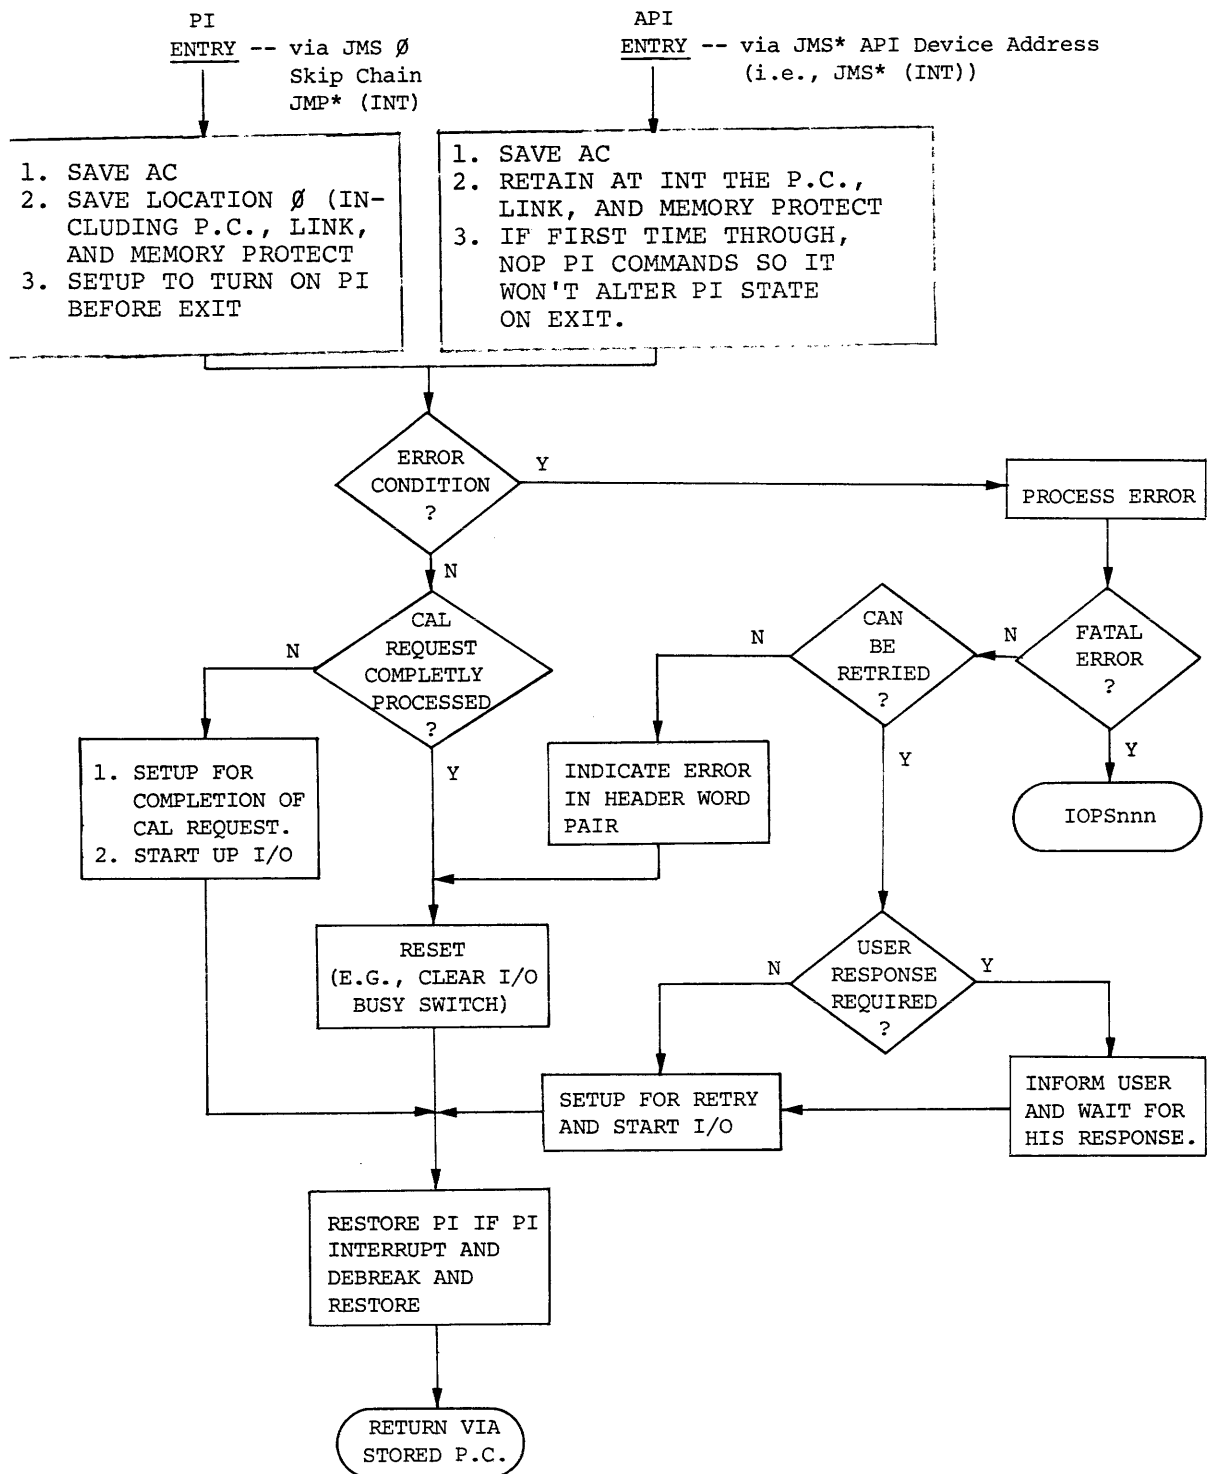 PI
ENTRY -- via JMS Ø
Skip Chain
JMP* (INT)
API
ENTRY -- via JMS* API Device Address
(i.e., JMS* (INT))
1. SAVE AC
2. SAVE LOCATION Ø (IN-
CLUDING P.C., LINK,
AND MEMORY PROTECT
3. SETUP TO TURN ON PI
BEFORE EXIT
1. SAVE AC
2. RETAIN AT INT THE P.C.,
LINK, AND MEMORY PROTECT
3. IF FIRST TIME THROUGH,
NOP PI COMMANDS SO IT
WON'T ALTER PI STATE
ON EXIT.
ERROR
CONDITION
?
Y
N
PROCESS ERROR
FATAL
ERROR
?
N
Y
IOPSnnn
CAN
BE
RETRIED
?
N
Y
CAL
REQUEST
COMPLETLY
PROCESSED
?
N
Y
1. SETUP FOR
COMPLETION OF
CAL REQUEST.
2. START UP I/O
INDICATE ERROR
IN HEADER WORD
PAIR
RESET
(E.G., CLEAR I/O
BUSY SWITCH)
USER
RESPONSE
REQUIRED
?
N
Y
SETUP FOR RETRY
AND START I/O
INFORM USER
AND WAIT FOR
HIS RESPONSE.
RESTORE PI IF PI
INTERRUPT AND
DEBREAK AND
RESTORE
RETURN VIA
STORED P.C.